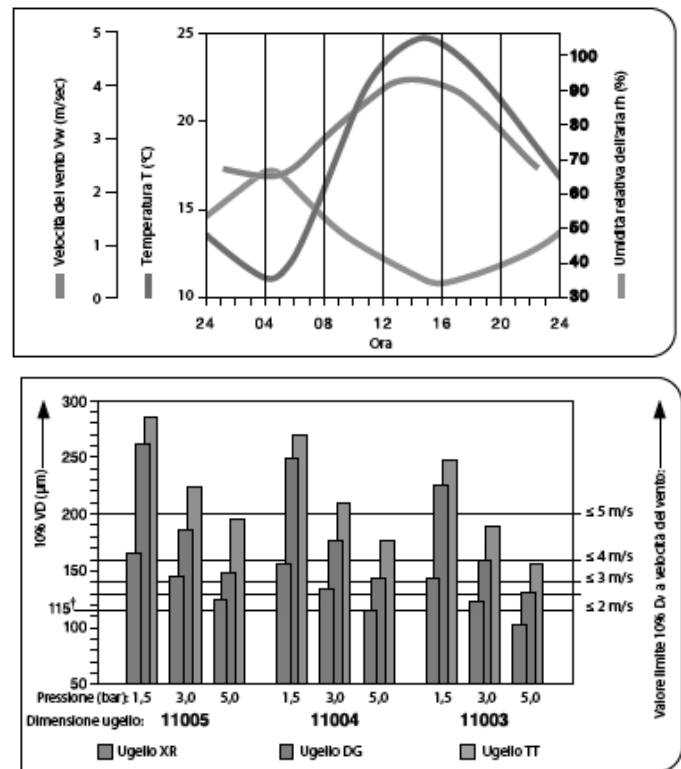 Velocità del vento Vw (m/sec)
5
4
3
2
1
0
Temperatura T (°C)
25
20
15
10
100
90
80
70
60
50
40
30
Umidità relativa dell'aria rh (%)
24 04 08 12 16 20 24
Ora
10% VD (µm)
300
250
200
150
115†
100
50
≤ 5 m/s
≤ 4 m/s
≤ 3 m/s
≤ 2 m/s
Valore limite 10% Dv a velocità del vento:
Pressione (bar): 1,5 3,0 5,0 1,5 3,0 5,0 1,5 3,0 5,0
Dimensione ugello: 11005 11004 11003
Ugello XR Ugello DG Ugello TT